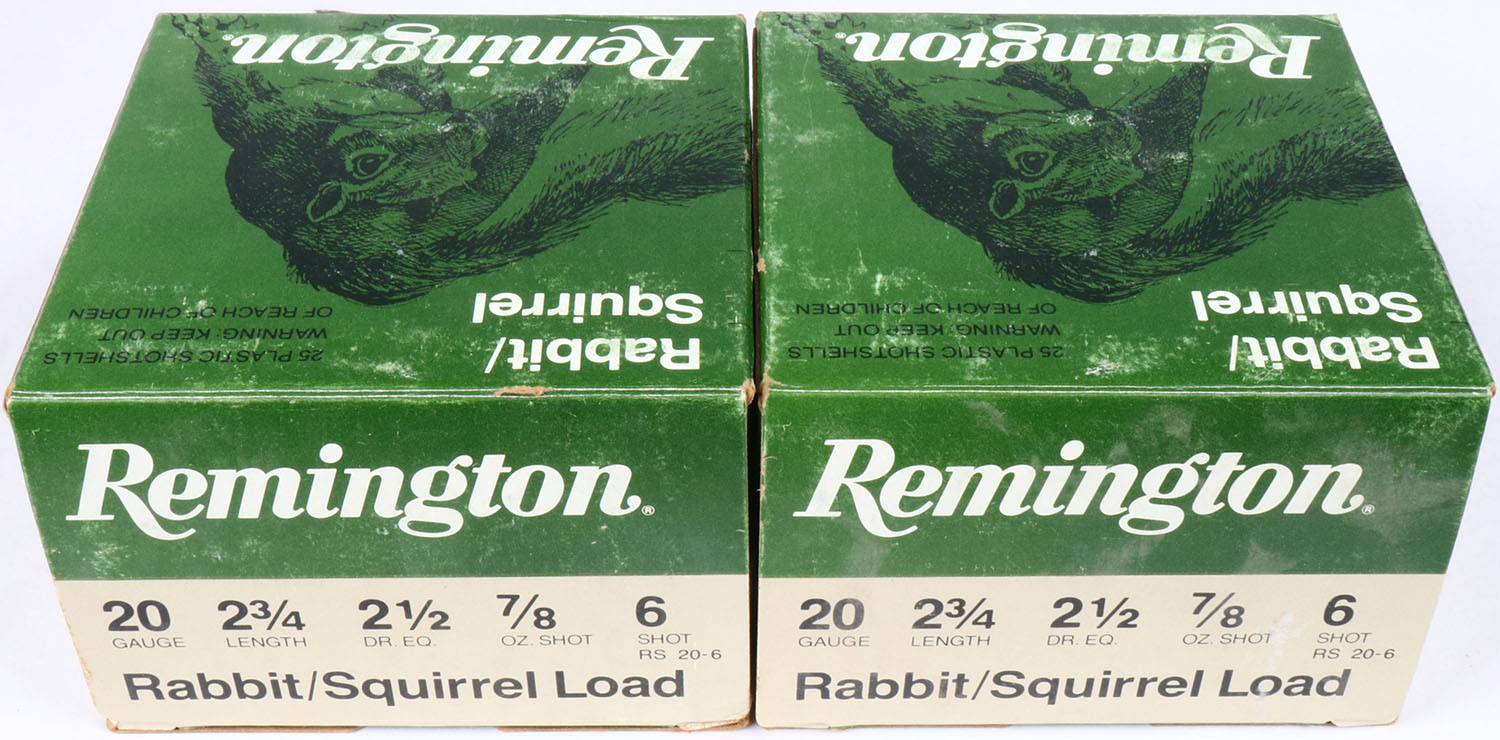 Remington®
Rabbit/
Squirrel
25 PLASTIC SHOTSHELLS
WARNING: KEEP OUT
OF REACH OF CHILDREN
Remington®
20 2¾ 2½ 7/8 6
GAUGE LENGTH DR. EQ. OZ. SHOT SHOT
RS 20-6
Rabbit/Squirrel Load
Remington®
Rabbit/
Squirrel
25 PLASTIC SHOTSHELLS
WARNING: KEEP OUT
OF REACH OF CHILDREN
Remington®
20 2¾ 2½ 7/8 6
GAUGE LENGTH DR. EQ. OZ. SHOT SHOT
RS 20-6
Rabbit/Squirrel Load